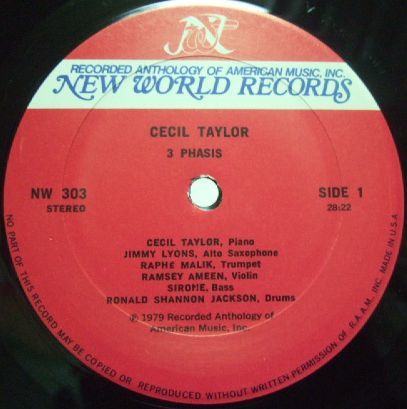 RECORDED ANTHOLOGY OF AMERICAN MUSIC, INC.
NEW WORLD RECORDS
CECIL TAYLOR
3 PHASIS
NW 303
STEREO
SIDE 1
28:22
CECIL TAYLOR, Piano
JIMMY LYONS, Alto Saxophone
RAPHE MALIK, Trumpet
RAMSEY AMEEN, Violin
SIRONE, Bass
RONALD SHANNON JACKSON, Drums
℗ 1979 Recorded Anthology of
American Music, Inc.
NO PART OF THIS RECORD MAY BE COPIED OR REPRODUCED WITHOUT WRITTEN PERMISSION OF R.A.A.M. INC. MADE IN U.S.A.